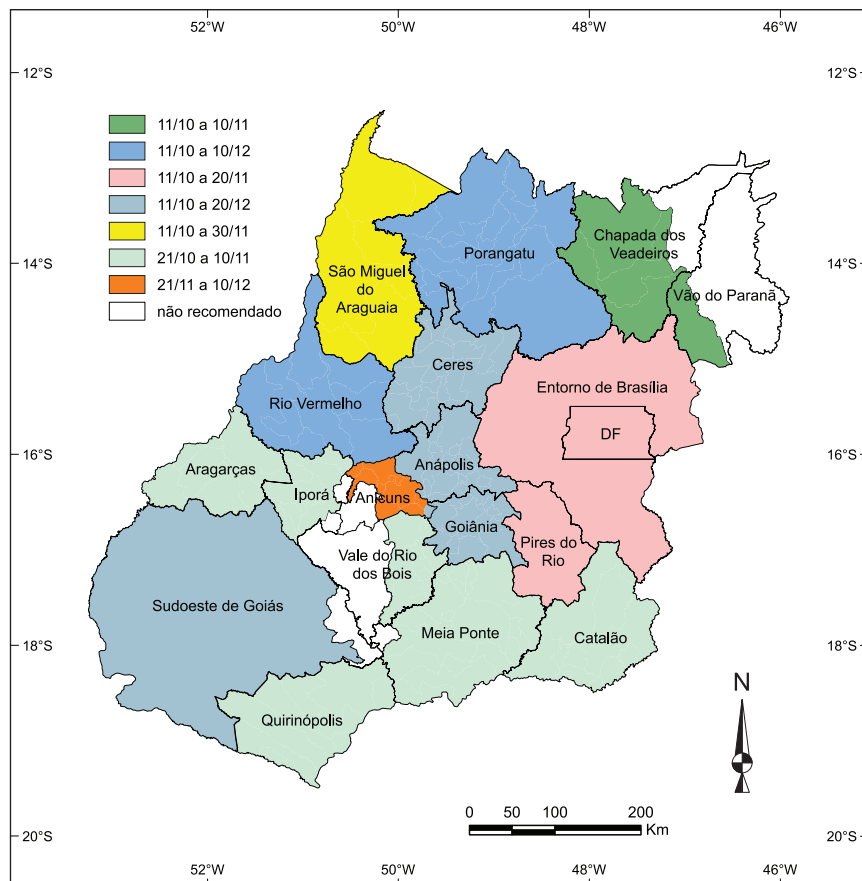 52°W 50°W 48°W 46°W
12°S 12°S
11/10 a 10/11
11/10 a 10/12
11/10 a 20/11
11/10 a 20/12
11/10 a 30/11
21/10 a 10/11
21/11 a 10/12
não recomendado
14°S 14°S
Porangatu
Chapada dos
Veadeiros
São Miguel
do
Araguaia
Vão do Paranã
Ceres
Entorno de Brasília
Rio Vermelho
DF
16°S 16°S
Aragarças
Anápolis
Iporá
Anicuns
Goiânia
Pires do
Rio
Vale do Rio
dos Bois
Sudoeste de Goiás
Meia Ponte
Catalão
18°S 18°S
Quirinópolis
N
0 50 100 200
Km
20°S 20°S
52°W 50°W 48°W 46°W